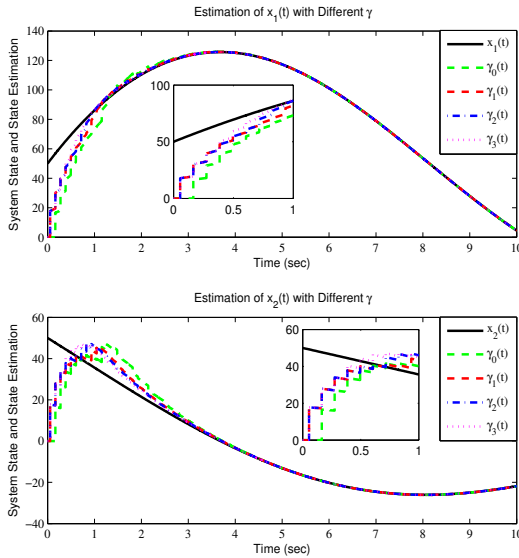 Estimation of x₁(t) with Different γ
System State and State Estimation
140
120
100
80
60
40
20
0
0 1 2 3 4 5 6 7 8 9 10
Time (sec)
x₁(t)
γ₀(t)
γ₁(t)
γ₂(t)
γ₃(t)
100
50
0
0 0.5 1
Estimation of x₂(t) with Different γ
System State and State Estimation
60
40
20
0
−20
−40
0 1 2 3 4 5 6 7 8 9 10
Time (sec)
x₂(t)
γ₀(t)
γ₁(t)
γ₂(t)
γ₃(t)
60
40
20
0
0 0.5 1